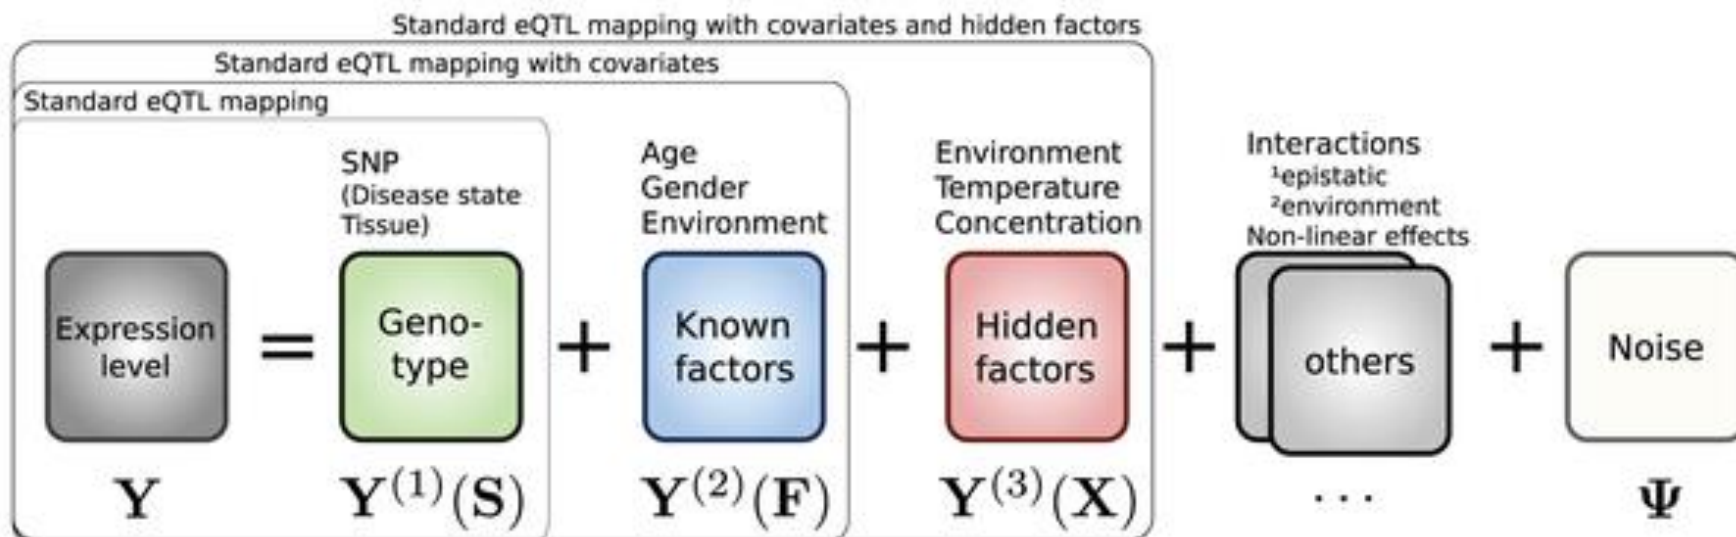 Standard eQTL mapping with covariates and hidden factors
Standard eQTL mapping with covariates
Standard eQTL mapping
SNP
(Disease state
Tissue)
Age
Gender
Environment
Environment
Temperature
Concentration
Interactions
¹epistatic
²environment
Non-linear effects
Expression
level
=
Geno-
type
+
Known
factors
+
Hidden
factors
+
others
+
Noise
Y
Y⁽¹⁾(S)
Y⁽²⁾(F)
Y⁽³⁾(X)
...
Ψ